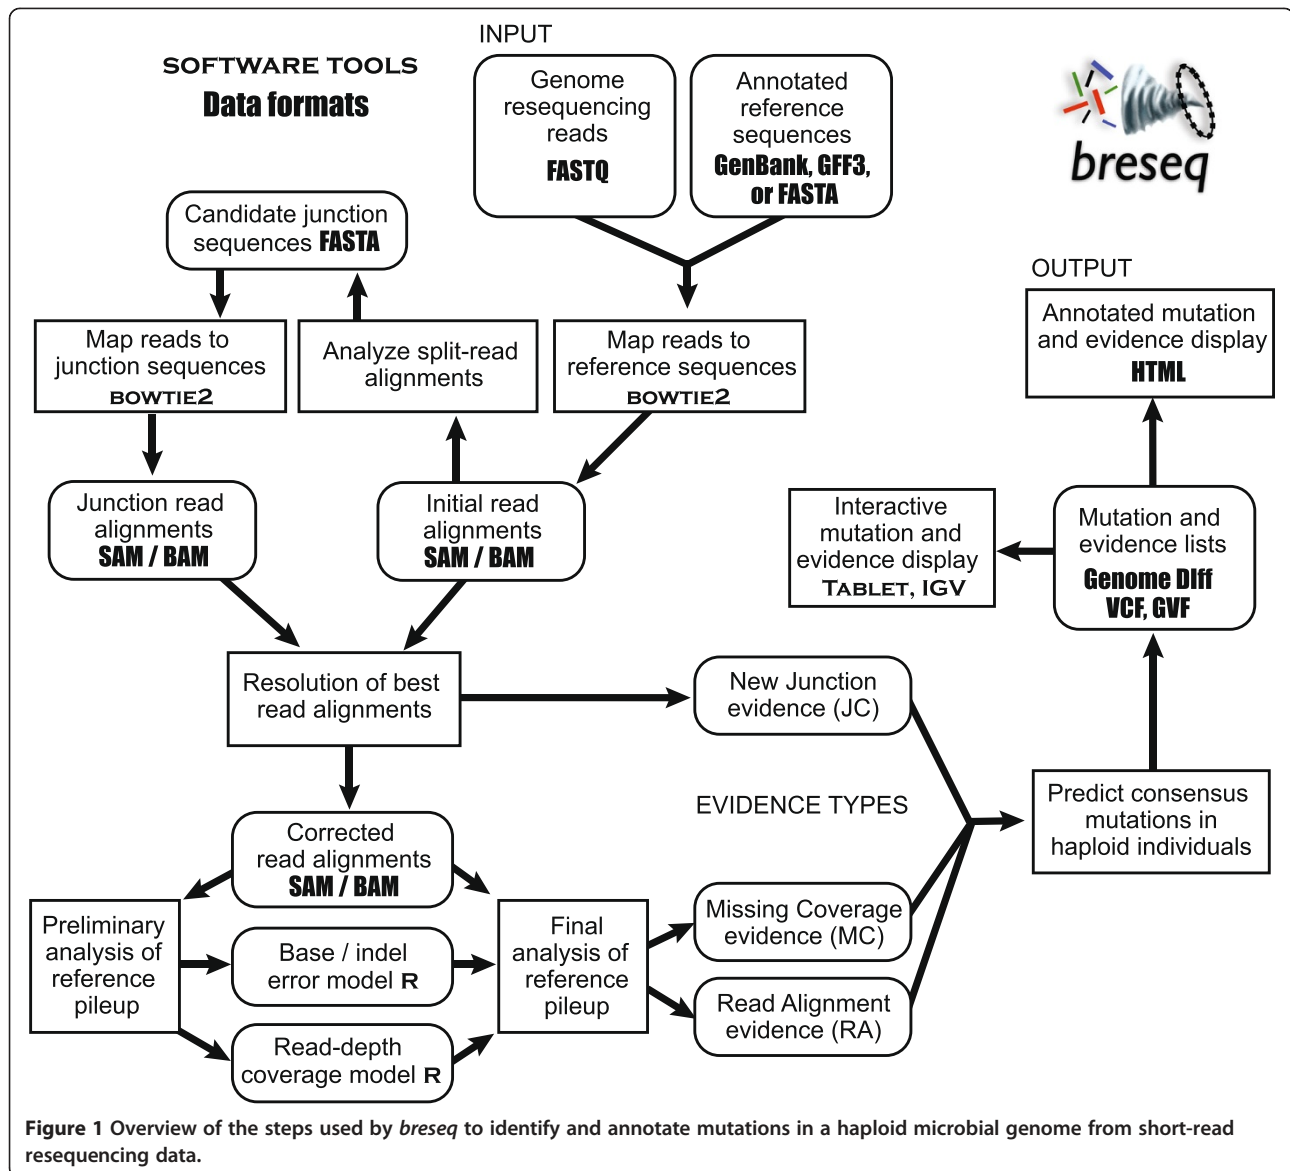 INPUT
SOFTWARE TOOLS
Data formats
Genome
resequencing
reads
FASTQ
Annotated
reference
sequences
GenBank, GFF3,
or FASTA
breseq
Candidate junction
sequences FASTA
OUTPUT
Map reads to
junction sequences
BOWTIE2
Analyze split-read
alignments
Map reads to
reference sequences
BOWTIE2
Annotated mutation
and evidence display
HTML
Junction read
alignments
SAM / BAM
Initial read
alignments
SAM / BAM
Interactive
mutation and
evidence display
TABLET, IGV
Mutation and
evidence lists
Genome DIff
VCF, GVF
Resolution of best
read alignments
New Junction
evidence (JC)
EVIDENCE TYPES
Predict consensus
mutations in
haploid individuals
Corrected
read alignments
SAM / BAM
Preliminary
analysis of
reference
pileup
Base / indel
error model R
Read-depth
coverage model R
Final
analysis of
reference
pileup
Missing Coverage
evidence (MC)
Read Alignment
evidence (RA)
Figure 1 Overview of the steps used by breseq to identify and annotate mutations in a haploid microbial genome from short-read
resequencing data.